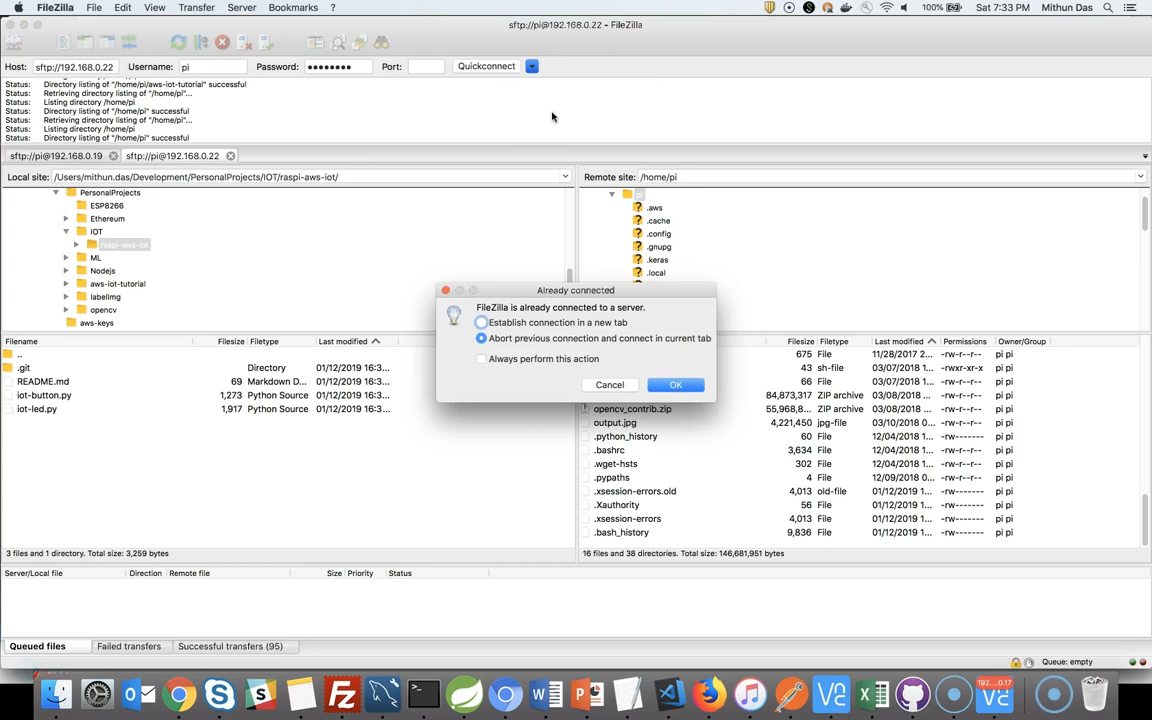 FileZilla File Edit View Transfer Server Bookmarks ? 100% Sat 7:33 PM Mithun Das
sftp://pi@192.168.0.22 - FileZilla
Host: sftp://192.168.0.22 Username: pi Password: ●●●●●●●● Port: Quickconnect
Status: Directory listing of "/home/pi/aws-iot-tutorial" successful
Status: Retrieving directory listing of "/home/pi"...
Status: Listing directory /home/pi
Status: Directory listing of "/home/pi" successful
Status: Retrieving directory listing of "/home/pi"...
Status: Listing directory /home/pi
Status: Directory listing of "/home/pi" successful
sftp://pi@192.168.0.19 sftp://pi@192.168.0.22
Local site: /Users/mithun.das/Development/PersonalProjects/IOT/raspi-aws-iot/
Remote site: /home/pi
PersonalProjects
ESP8266
Ethereum
IOT
raspi-aws-iot
ML
Nodejs
aws-iot-tutorial
labelImg
opencv
aws-keys
pi
.aws
.cache
.config
.gnupg
.keras
.local
Already connected
FileZilla is already connected to a server.
Establish connection in a new tab
Abort previous connection and connect in current tab
Always perform this action
Cancel OK
Filename Filesize Filetype Last modified
..
.git Directory 01/12/2019 16:3...
README.md 69 Markdown D... 01/12/2019 16:3...
iot-button.py 1,273 Python Source 01/12/2019 16:3...
iot-led.py 1,917 Python Source 01/12/2019 16:3...
3 files and 1 directory. Total size: 3,259 bytes
Filesize Filetype Last modified Permissions Owner/Group
675 File 11/28/2017 2... -rw-r--r-- pi pi
43 sh-file 03/07/2018 1... -rwxr-xr-x pi pi
66 File 03/07/2018 1... -rw-r--r-- pi pi
84,873,317 ZIP archive 03/08/2018 ... -rw-r--r-- pi pi
opencv_contrib.zip 55,968,8... ZIP archive 03/08/2018 ... -rw-r--r-- pi pi
output.jpg 4,221,450 jpg-file 03/10/2018 0... -rw-r--r-- pi pi
.python_history 60 File 12/04/2018 1... -rw------- pi pi
.bashrc 3,634 File 12/04/2018 1... -rw-r--r-- pi pi
.wget-hsts 302 File 12/04/2018 1... -rw-r--r-- pi pi
.pypaths 4 File 12/09/2018 0... -rw-r--r-- pi pi
.xsession-errors.old 4,013 old-file 01/12/2019 1... -rw------- pi pi
.Xauthority 56 File 01/12/2019 1... -rw------- pi pi
.xsession-errors 4,013 File 01/12/2019 1... -rw------- pi pi
.bash_history 9,836 File 01/12/2019 1... -rw------- pi pi
16 files and 38 directories. Total size: 146,681,951 bytes
Server/Local file Direction Remote file Size Priority Status
Queued files Failed transfers Successful transfers (95)
Queue: empty
192....0.17